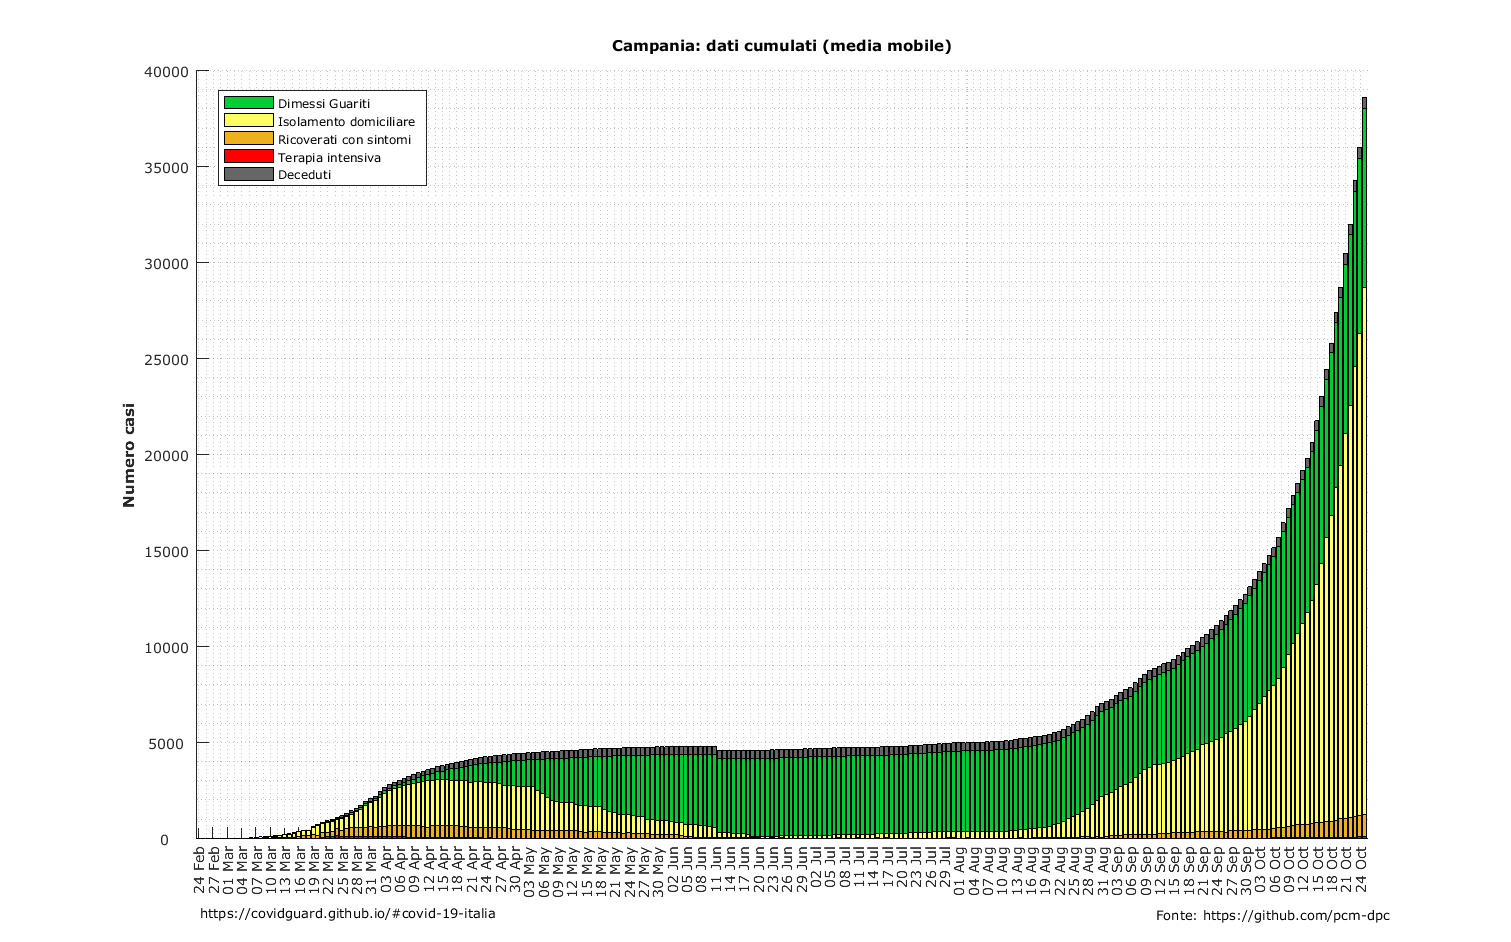 Campania: dati cumulati (media mobile)
40000
35000
30000
25000
20000
15000
10000
5000
0
Numero casi
Dimessi Guariti
Isolamento domiciliare
Ricoverati con sintomi
Terapia intensiva
Deceduti
24 Feb
27 Feb
01 Mar
04 Mar
07 Mar
10 Mar
13 Mar
16 Mar
19 Mar
22 Mar
25 Mar
28 Mar
31 Mar
03 Apr
06 Apr
09 Apr
12 Apr
15 Apr
18 Apr
21 Apr
24 Apr
27 Apr
30 Apr
03 May
06 May
09 May
12 May
15 May
18 May
21 May
24 May
27 May
30 May
02 Jun
05 Jun
08 Jun
11 Jun
14 Jun
17 Jun
20 Jun
23 Jun
26 Jun
29 Jun
02 Jul
05 Jul
08 Jul
11 Jul
14 Jul
17 Jul
20 Jul
23 Jul
26 Jul
29 Jul
01 Aug
04 Aug
07 Aug
10 Aug
13 Aug
16 Aug
19 Aug
22 Aug
25 Aug
28 Aug
31 Aug
03 Sep
06 Sep
09 Sep
12 Sep
15 Sep
18 Sep
21 Sep
24 Sep
27 Sep
30 Sep
03 Oct
06 Oct
09 Oct
12 Oct
15 Oct
18 Oct
21 Oct
24 Oct
https://covidguard.github.io/#covid-19-italia
Fonte: https://github.com/pcm-dpc